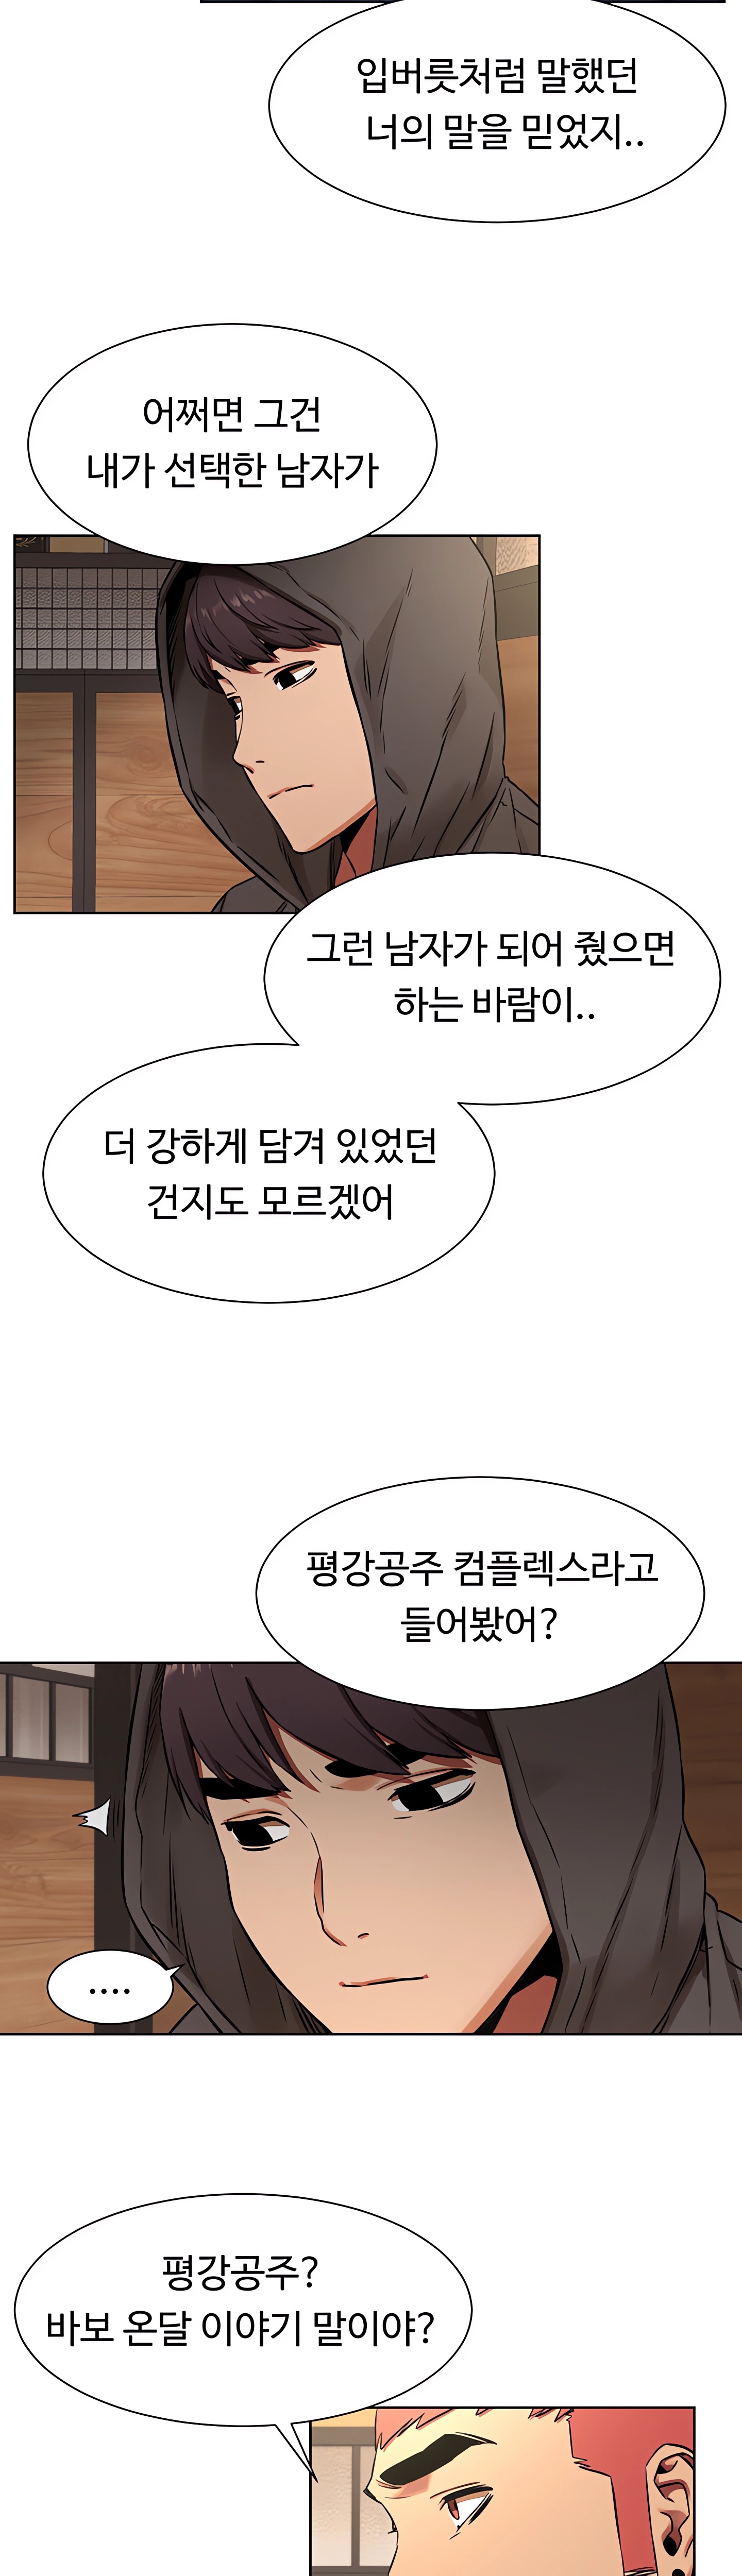 입버릇처럼 말했던
너의 말을 믿었지..
어쩌면 그건
내가 선택한 남자가
그런 남자가 되어 줬으면
하는 바람이..
더 강하게 담겨 있었던
건지도 모르겠어
평강공주 컴플렉스라고
들어봤어?
....
평강공주?
바보 온달 이야기 말이야?